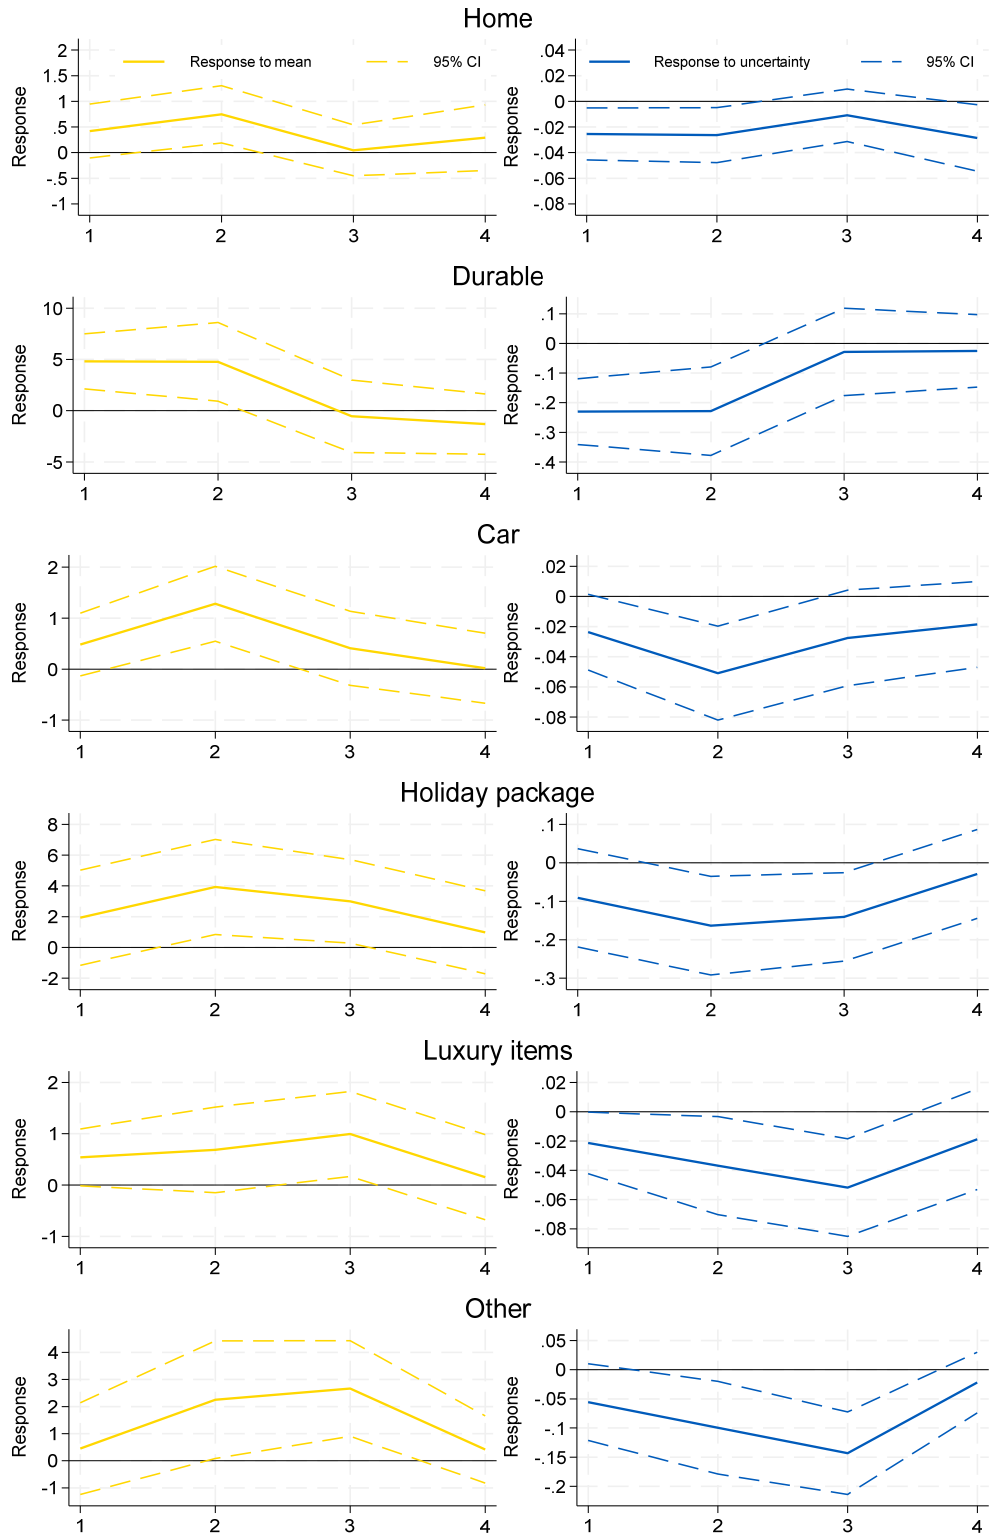 Home
Response
2
1.5
1
.5
0
-.5
-1
Response to mean
95% CI
1 2 3 4
Response
.04
.02
0
-.02
-.04
-.06
-.08
Response to uncertainty
95% CI
1 2 3 4
Durable
Response
10
5
0
-5
1 2 3 4
Response
.1
0
-.1
-.2
-.3
-.4
1 2 3 4
Car
Response
2
1
0
-1
1 2 3 4
Response
.02
0
-.02
-.04
-.06
-.08
1 2 3 4
Holiday package
Response
8
6
4
2
0
-2
1 2 3 4
Response
.1
0
-.1
-.2
-.3
1 2 3 4
Luxury items
Response
2
1
0
-1
1 2 3 4
Response
.02
0
-.02
-.04
-.06
-.08
1 2 3 4
Other
Response
4
3
2
1
0
-1
1 2 3 4
Response
.05
0
-.05
-.1
-.15
-.2
1 2 3 4